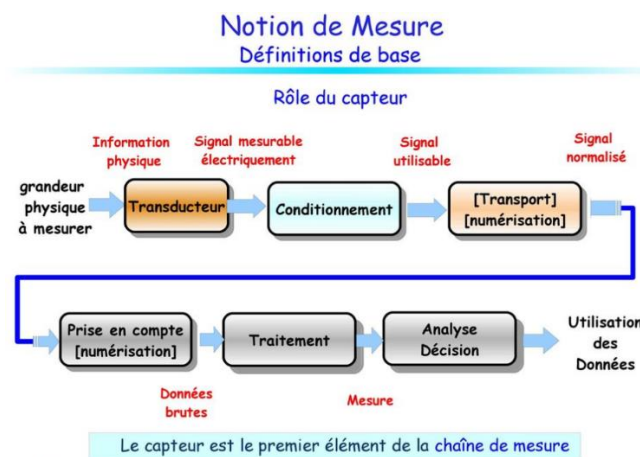 Notion de Mesure
Définitions de base
Rôle du capteur
Information
physique
Signal mesurable
électriquement
Signal
utilisable
Signal
normalisé
grandeur
physique
à mesurer
Transducteur
Conditionnement
[Transport]
[numérisation]
Prise en compte
[numérisation]
Traitement
Analyse
Décision
Utilisation
des
Données
Données
brutes
Mesure
Le capteur est le premier élément de la chaîne de mesure